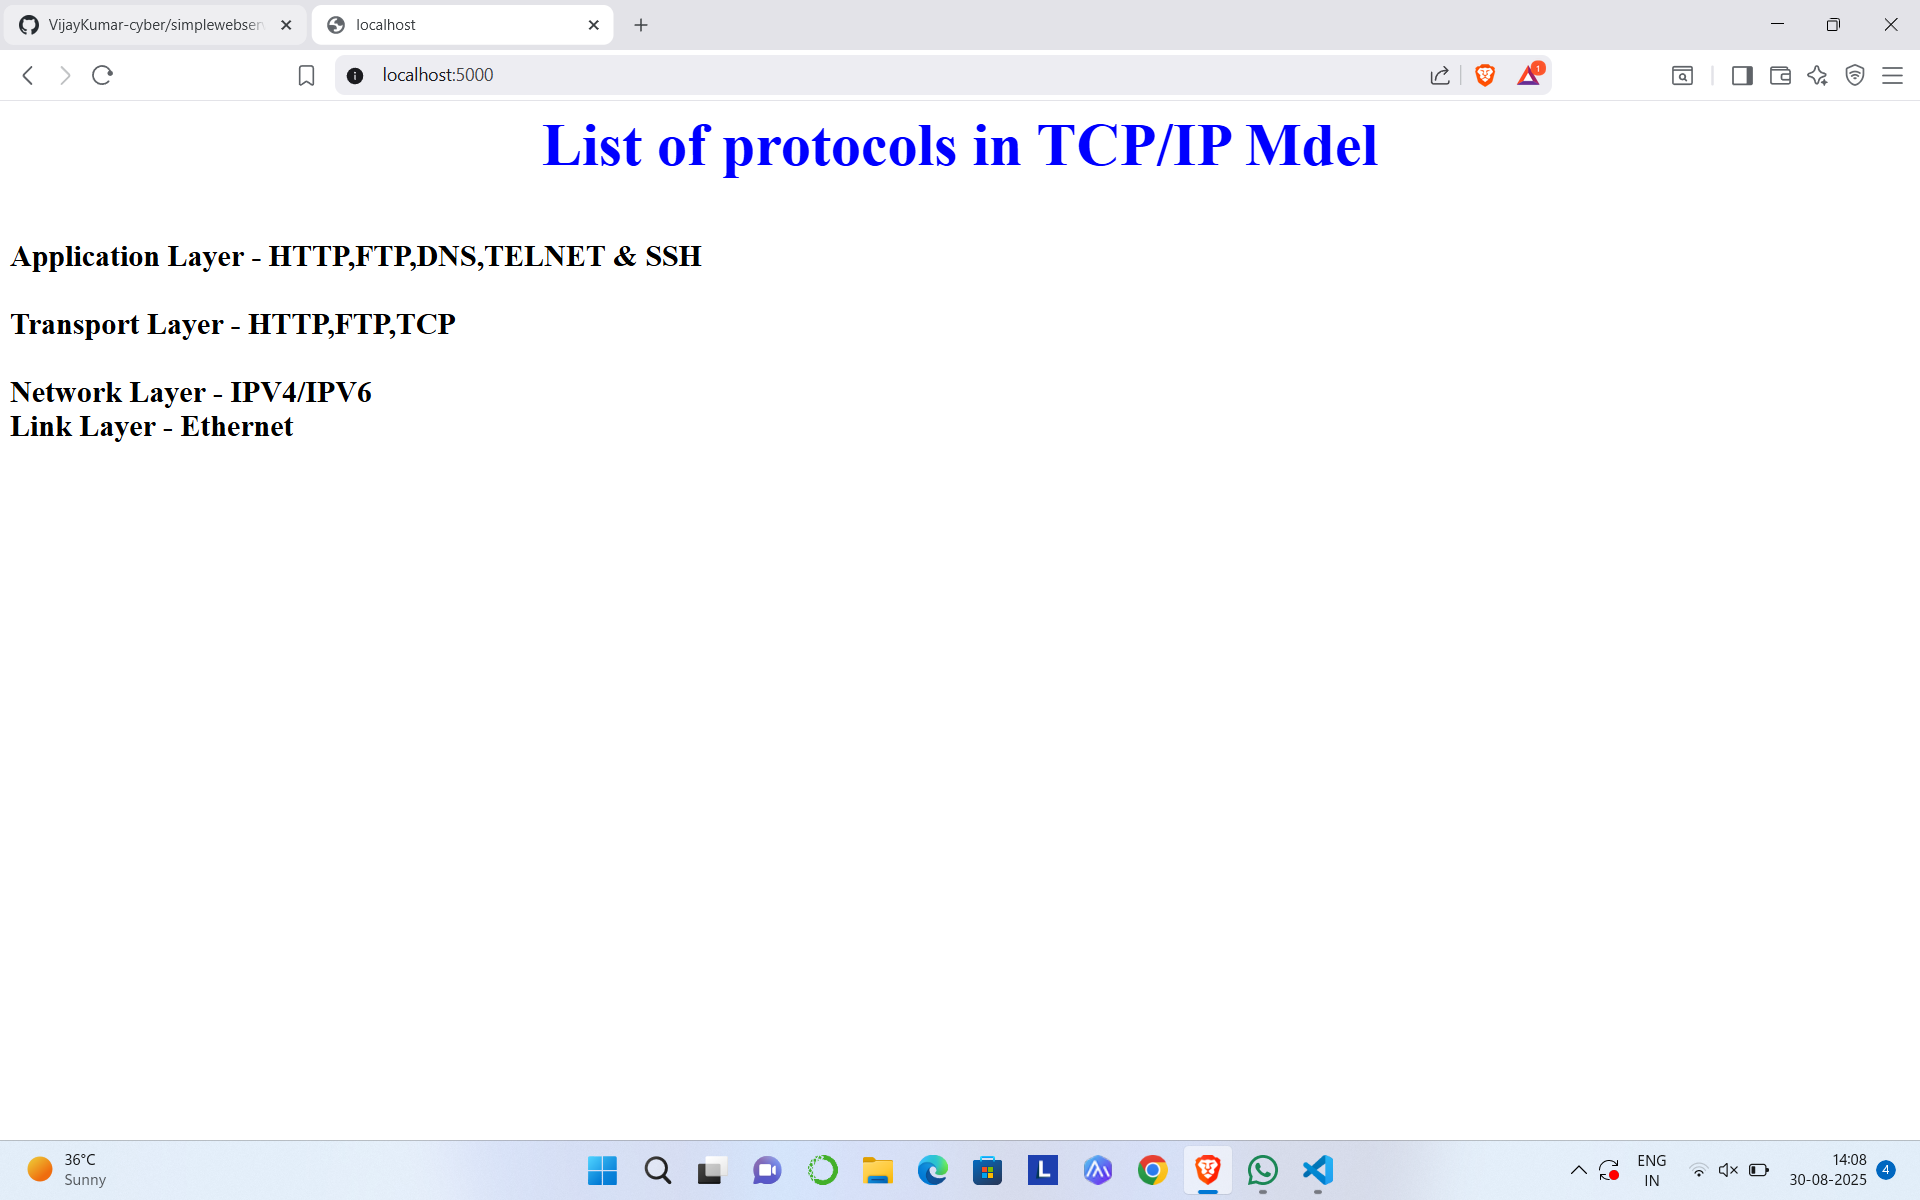 VijayKumar-cyber/simplewebser
localhost
localhost:5000
1
List of protocols in TCP/IP Mdel
Application Layer - HTTP,FTP,DNS,TELNET & SSH
Transport Layer - HTTP,FTP,TCP
Network Layer - IPV4/IPV6
Link Layer - Ethernet
36°C
Sunny
L
ENG
IN
14:08
30-08-2025
4